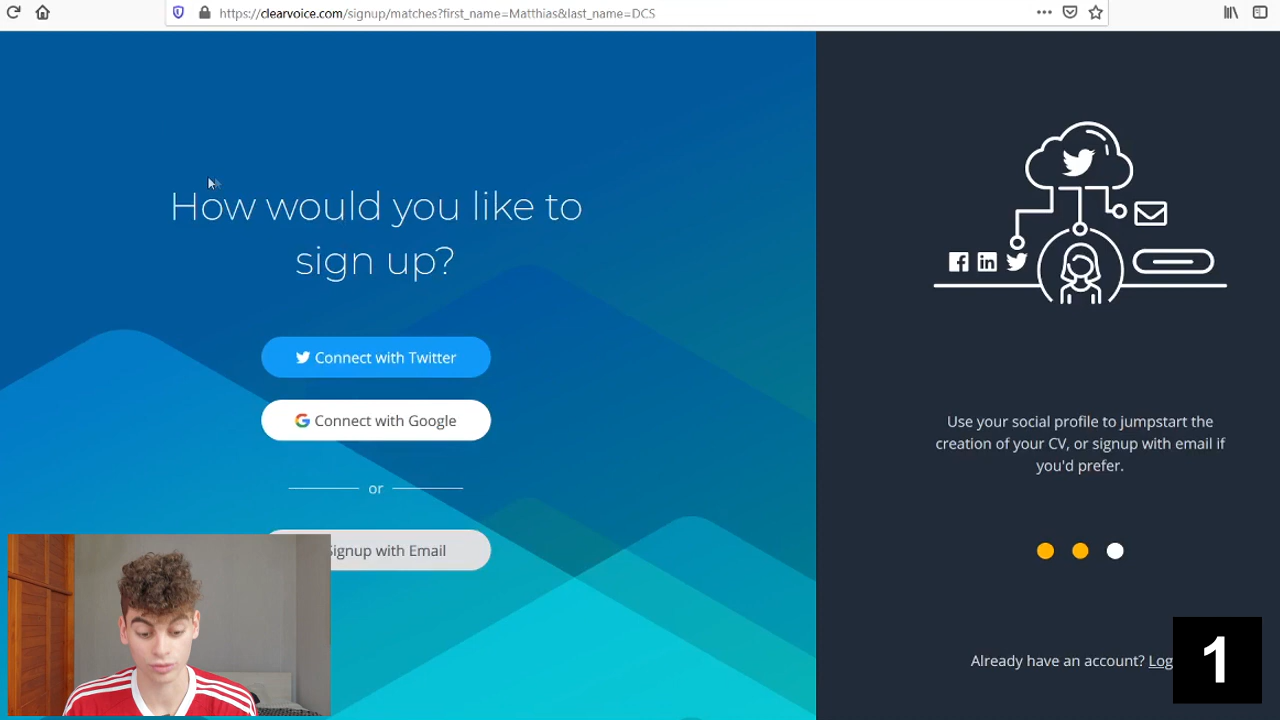 https://clearvoice.com/signup/matches?first_name=Matthias&last_name=DCS
How would you like to
sign up?
Connect with Twitter
Connect with Google
or
Signup with Email
Use your social profile to jumpstart the
creation of your CV, or signup with email if
you'd prefer.
Already have an account? Log
1